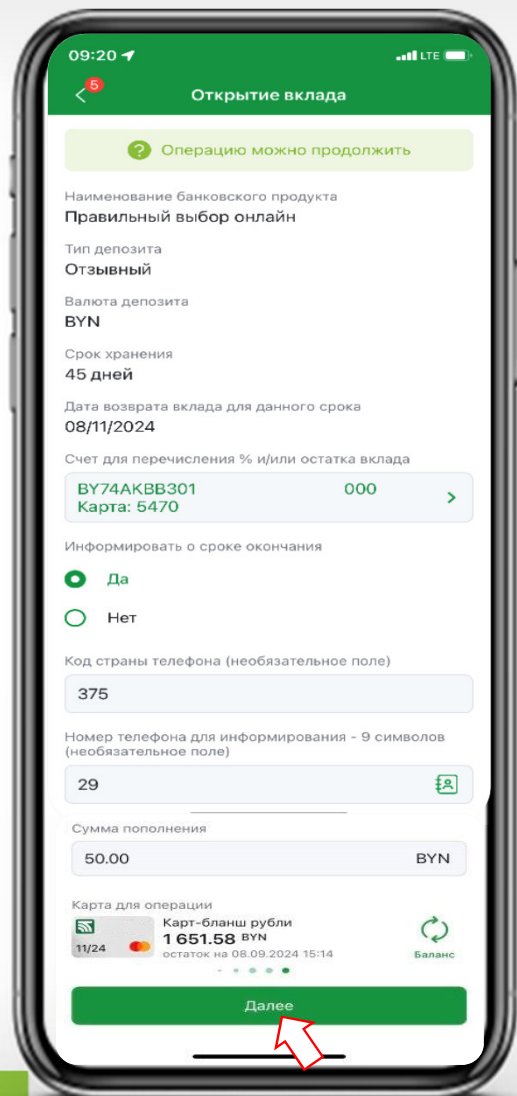 09:20
LTE
5
Открытие вклада
? Операцию можно продолжить
Наименование банковского продукта
Правильный выбор онлайн
Тип депозита
Отзывный
Валюта депозита
BYN
Срок хранения
45 дней
Дата возврата вклада для данного срока
08/11/2024
Счет для перечисления % и/или остатка вклада
BY74AKBB301 000
Карта: 5470
Информировать о сроке окончания
Да
Нет
Код страны телефона (необязательное поле)
375
Номер телефона для информирования - 9 символов
(необязательное поле)
29
Сумма пополнения
50.00 BYN
Карта для операции
Карт-бланш рубли
1 651.58 BYN
11/24
остаток на 08.09.2024 15:14
Баланс
Далее